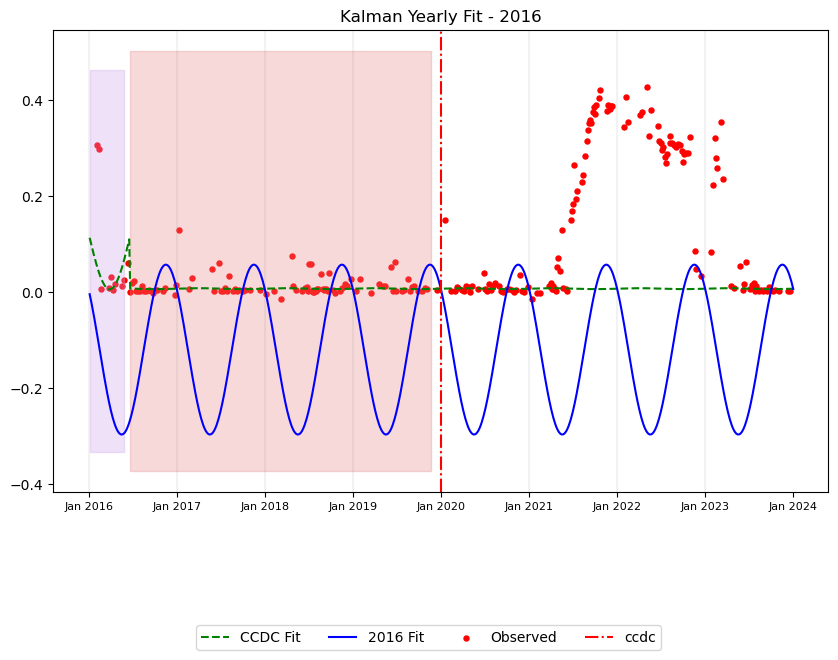 Kalman Yearly Fit - 2016
0.4
0.2
0.0
−0.2
−0.4
Jan 2016 Jan 2017 Jan 2018 Jan 2019 Jan 2020 Jan 2021 Jan 2022 Jan 2023 Jan 2024
CCDC Fit 2016 Fit Observed ccdc